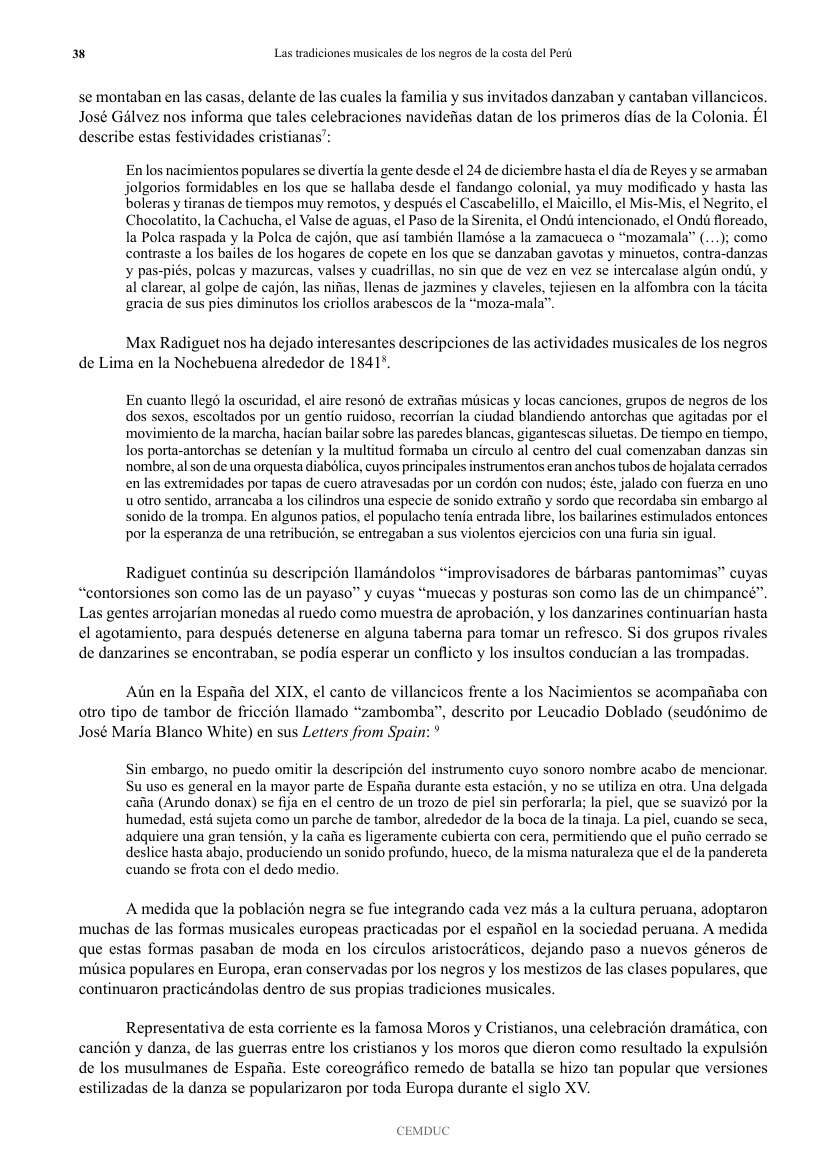 38
Las tradiciones musicales de los negros de la costa del Perú
se montaban en las casas, delante de las cuales la familia y sus invitados danzaban y cantaban villancicos.
José Gálvez nos informa que tales celebraciones navideñas datan de los primeros días de la Colonia. Él
describe estas festividades cristianas⁷:
En los nacimientos populares se divertía la gente desde el 24 de diciembre hasta el día de Reyes y se armaban
jolgorios formidables en los que se hallaba desde el fandango colonial, ya muy modificado y hasta las
boleras y tiranas de tiempos muy remotos, y después el Cascabelillo, el Maicillo, el Mis-Mis, el Negrito, el
Chocolatito, la Cachucha, el Valse de aguas, el Paso de la Sirenita, el Ondú intencionado, el Ondú floreado,
la Polca raspada y la Polca de cajón, que así también llamóse a la zamacueca o “mozamala” (…); como
contraste a los bailes de los hogares de copete en los que se danzaban gavotas y minuetos, contra-danzas
y pas-piés, polcas y mazurcas, valses y cuadrillas, no sin que de vez en vez se intercalase algún ondú, y
al clarear, al golpe de cajón, las niñas, llenas de jazmines y claveles, tejiesen en la alfombra con la tácita
gracia de sus pies diminutos los criollos arabescos de la “moza-mala”.
Max Radiguet nos ha dejado interesantes descripciones de las actividades musicales de los negros
de Lima en la Nochebuena alrededor de 1841⁸.
En cuanto llegó la oscuridad, el aire resonó de extrañas músicas y locas canciones, grupos de negros de los
dos sexos, escoltados por un gentío ruidoso, recorrían la ciudad blandiendo antorchas que agitadas por el
movimiento de la marcha, hacían bailar sobre las paredes blancas, gigantescas siluetas. De tiempo en tiempo,
los porta-antorchas se detenían y la multitud formaba un círculo al centro del cual comenzaban danzas sin
nombre, al son de una orquesta diabólica, cuyos principales instrumentos eran anchos tubos de hojalata cerrados
en las extremidades por tapas de cuero atravesadas por un cordón con nudos; éste, jalado con fuerza en uno
u otro sentido, arrancaba a los cilindros una especie de sonido extraño y sordo que recordaba sin embargo al
sonido de la trompa. En algunos patios, el populacho tenía entrada libre, los bailarines estimulados entonces
por la esperanza de una retribución, se entregaban a sus violentos ejercicios con una furia sin igual.
Radiguet continúa su descripción llamándolos “improvisadores de bárbaras pantomimas” cuyas
“contorsiones son como las de un payaso” y cuyas “muecas y posturas son como las de un chimpancé”.
Las gentes arrojarían monedas al ruedo como muestra de aprobación, y los danzarines continuarían hasta
el agotamiento, para después detenerse en alguna taberna para tomar un refresco. Si dos grupos rivales
de danzarines se encontraban, se podía esperar un conflicto y los insultos conducían a las trompadas.
Aún en la España del XIX, el canto de villancicos frente a los Nacimientos se acompañaba con
otro tipo de tambor de fricción llamado “zambomba”, descrito por Leucadio Doblado (seudónimo de
José María Blanco White) en sus Letters from Spain: ⁹
Sin embargo, no puedo omitir la descripción del instrumento cuyo sonoro nombre acabo de mencionar.
Su uso es general en la mayor parte de España durante esta estación, y no se utiliza en otra. Una delgada
caña (Arundo donax) se fija en el centro de un trozo de piel sin perforarla; la piel, que se suavizó por la
humedad, está sujeta como un parche de tambor, alrededor de la boca de la tinaja. La piel, cuando se seca,
adquiere una gran tensión, y la caña es ligeramente cubierta con cera, permitiendo que el puño cerrado se
deslice hasta abajo, produciendo un sonido profundo, hueco, de la misma naturaleza que el de la pandereta
cuando se frota con el dedo medio.
A medida que la población negra se fue integrando cada vez más a la cultura peruana, adoptaron
muchas de las formas musicales europeas practicadas por el español en la sociedad peruana. A medida
que estas formas pasaban de moda en los círculos aristocráticos, dejando paso a nuevos géneros de
música populares en Europa, eran conservadas por los negros y los mestizos de las clases populares, que
continuaron practicándolas dentro de sus propias tradiciones musicales.
Representativa de esta corriente es la famosa Moros y Cristianos, una celebración dramática, con
canción y danza, de las guerras entre los cristianos y los moros que dieron como resultado la expulsión
de los musulmanes de España. Este coreográfico remedo de batalla se hizo tan popular que versiones
estilizadas de la danza se popularizaron por toda Europa durante el siglo XV.
CEMDUC